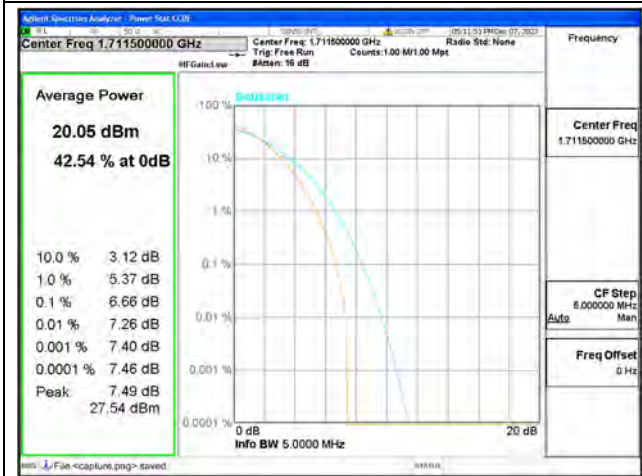 Agilent Spectrum Analyzer - Power Stat CCDF
Center Freq 1.711500000 GHz
Center Freq: 1.711500000 GHz
Radio Std: None
Trig: Free Run
Counts:1.00 M/1.00 Mpt
#IFGain:Low
#Atten: 16 dB
Frequency
Average Power
20.05 dBm
42.54 % at 0dB
10.0 % 3.12 dB
1.0 % 5.37 dB
0.1 % 6.66 dB
0.01 % 7.26 dB
0.001 % 7.40 dB
0.0001 % 7.46 dB
Peak 7.49 dB
27.54 dBm
Gaussian
100 %
10 %
1 %
0.1 %
0.01 %
0.001 %
0.0001 %
0 dB
20 dB
Info BW 5.0000 MHz
Center Freq
1.711500000 GHz
CF Step
5.000000 MHz
Auto Man
Freq Offset
0 Hz
MSG File <capture.png> saved
STATUS